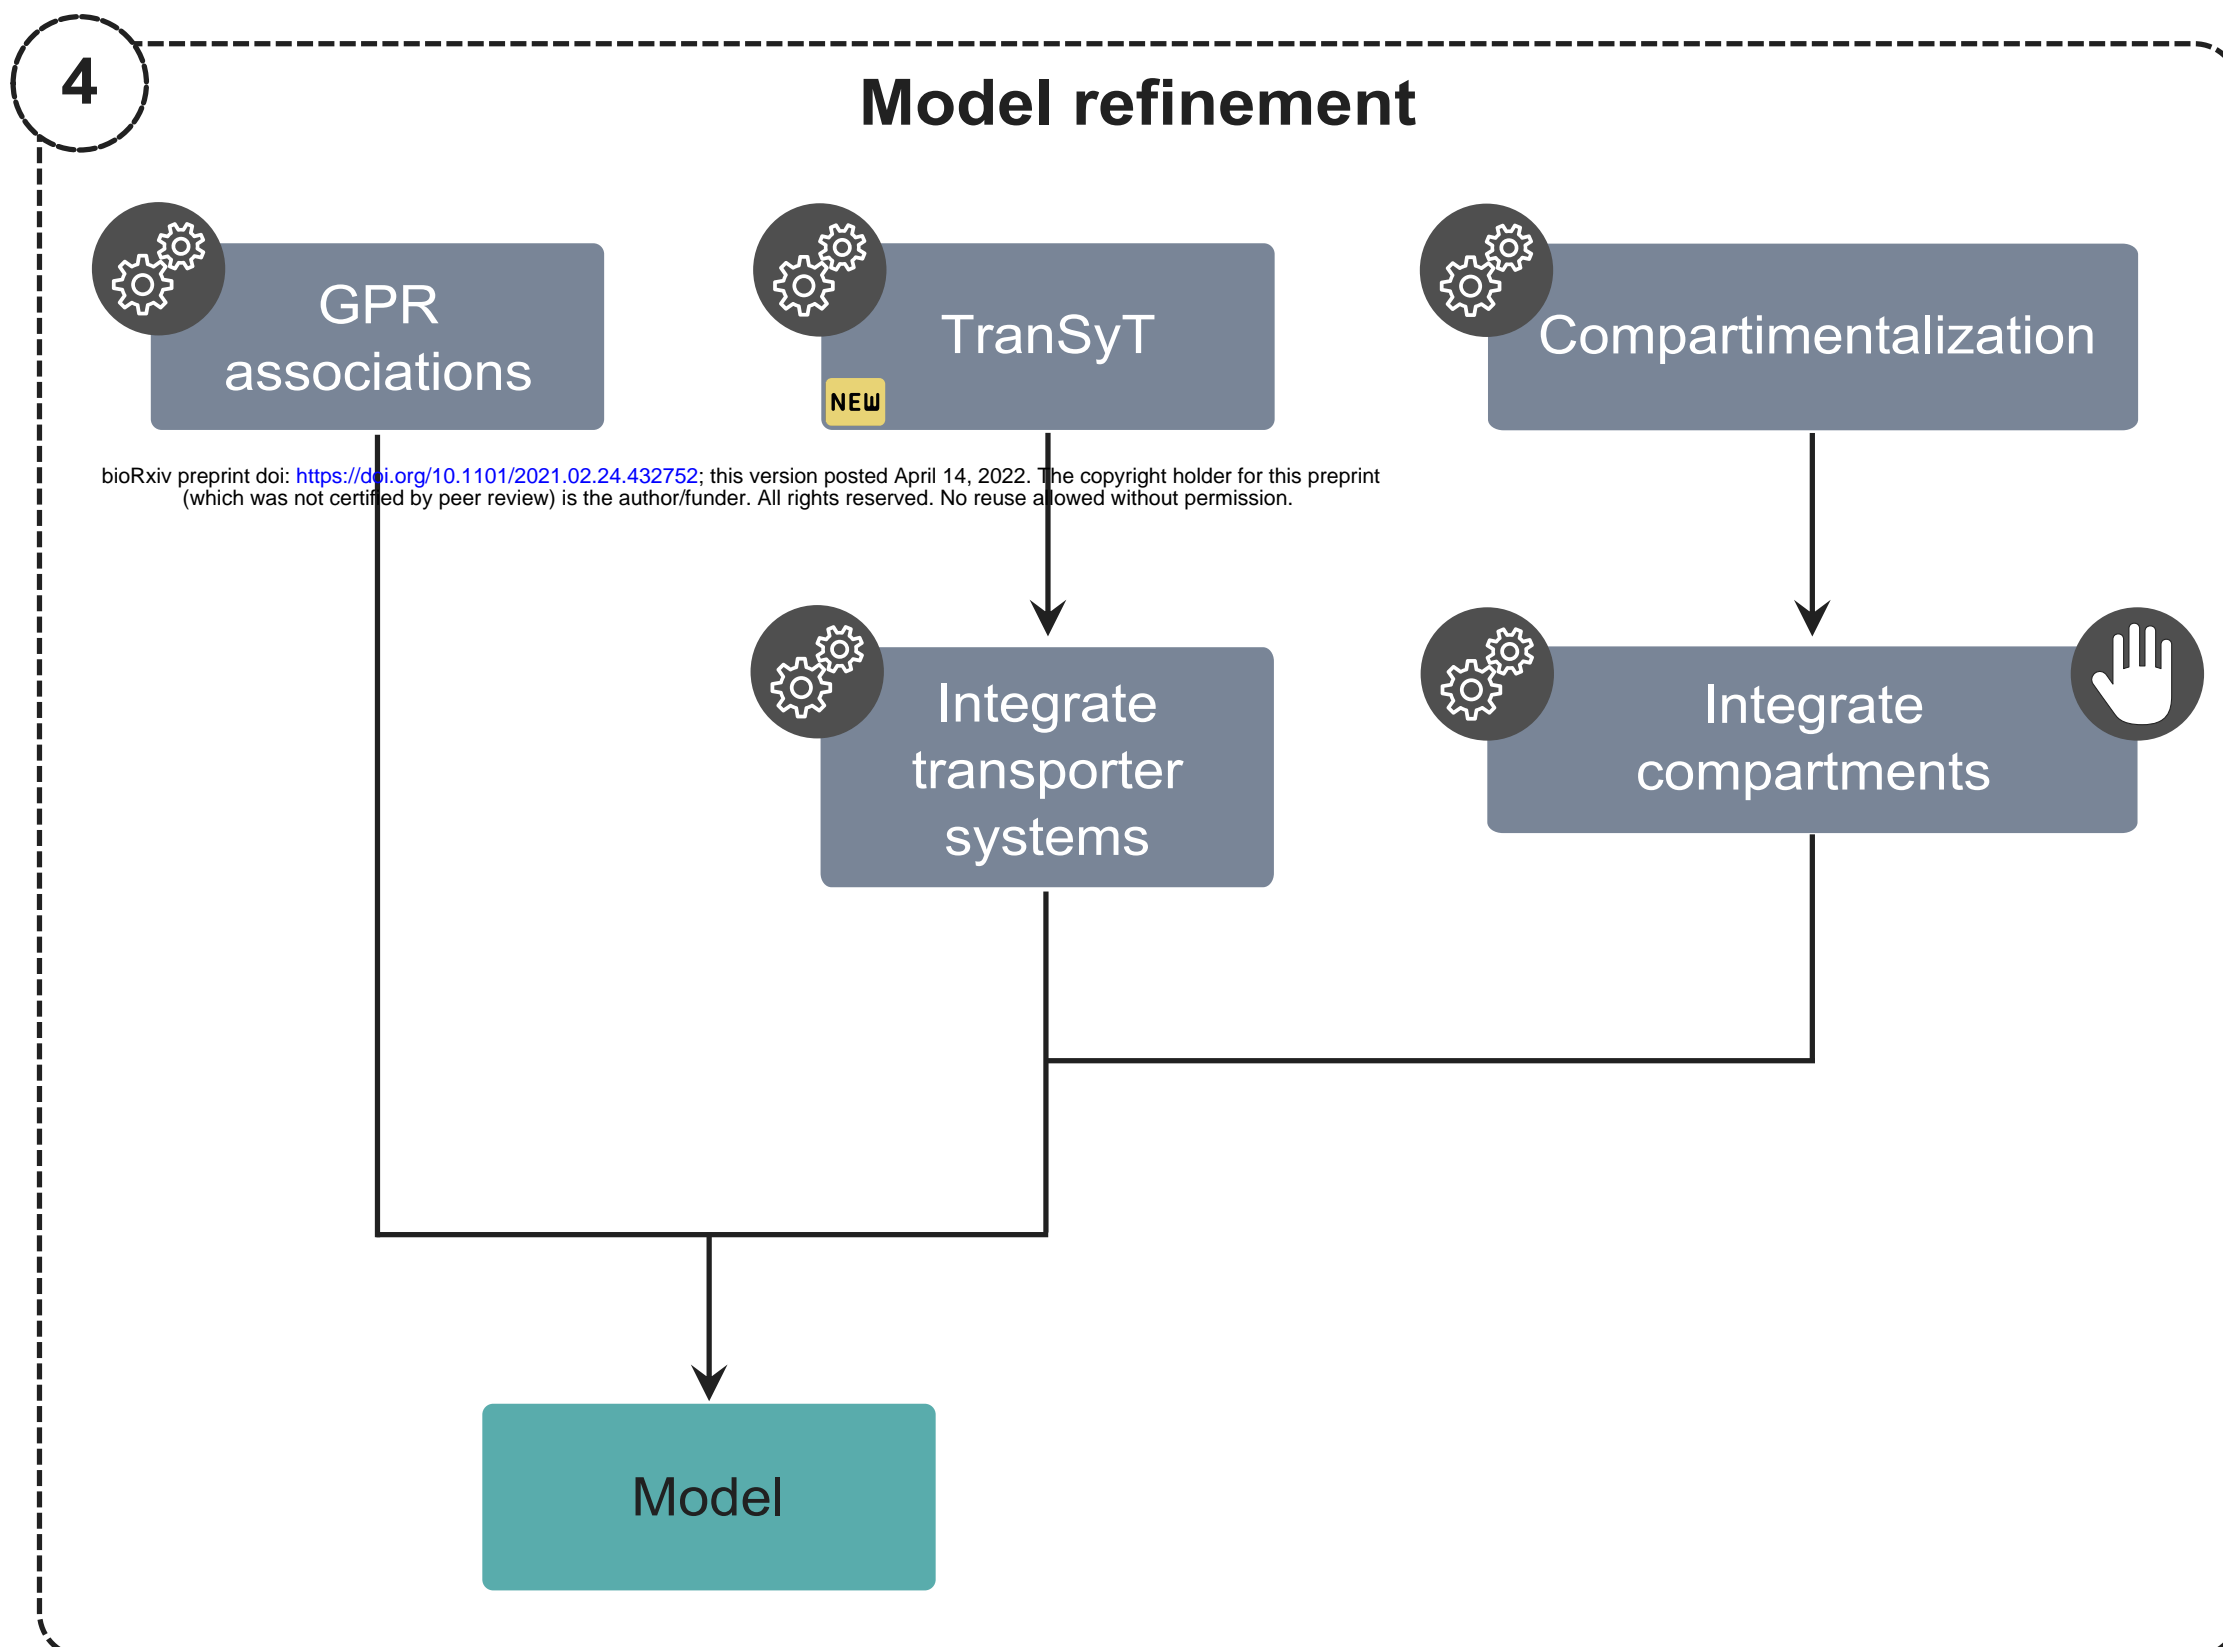 4
Model refinement
GPR
associations
TranSyT
NEW
Compartimentalization
bioRxiv preprint doi: https://doi.org/10.1101/2021.02.24.432752; this version posted April 14, 2022. The copyright holder for this preprint
(which was not certified by peer review) is the author/funder. All rights reserved. No reuse allowed without permission.
Integrate
transporter
systems
Integrate
compartments
Model